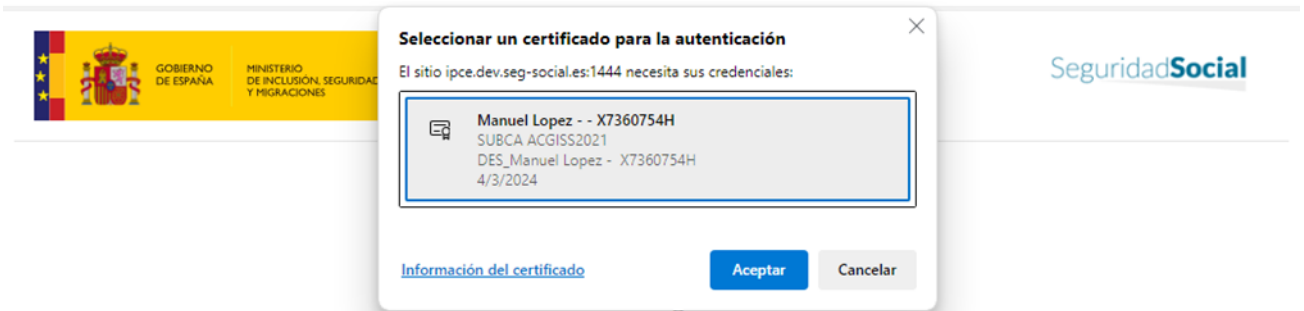 GOBIERNO
DE ESPAÑA
MINISTERIO
DE INCLUSIÓN, SEGURIDAD
Y MIGRACIONES
Seleccionar un certificado para la autenticación
El sitio ipce.dev.seg-social.es:1444 necesita sus credenciales:
Manuel Lopez - - X7360754H
SUBCA ACGISS2021
DES_Manuel Lopez - X7360754H
4/3/2024
Información del certificado
Aceptar
Cancelar
SeguridadSocial